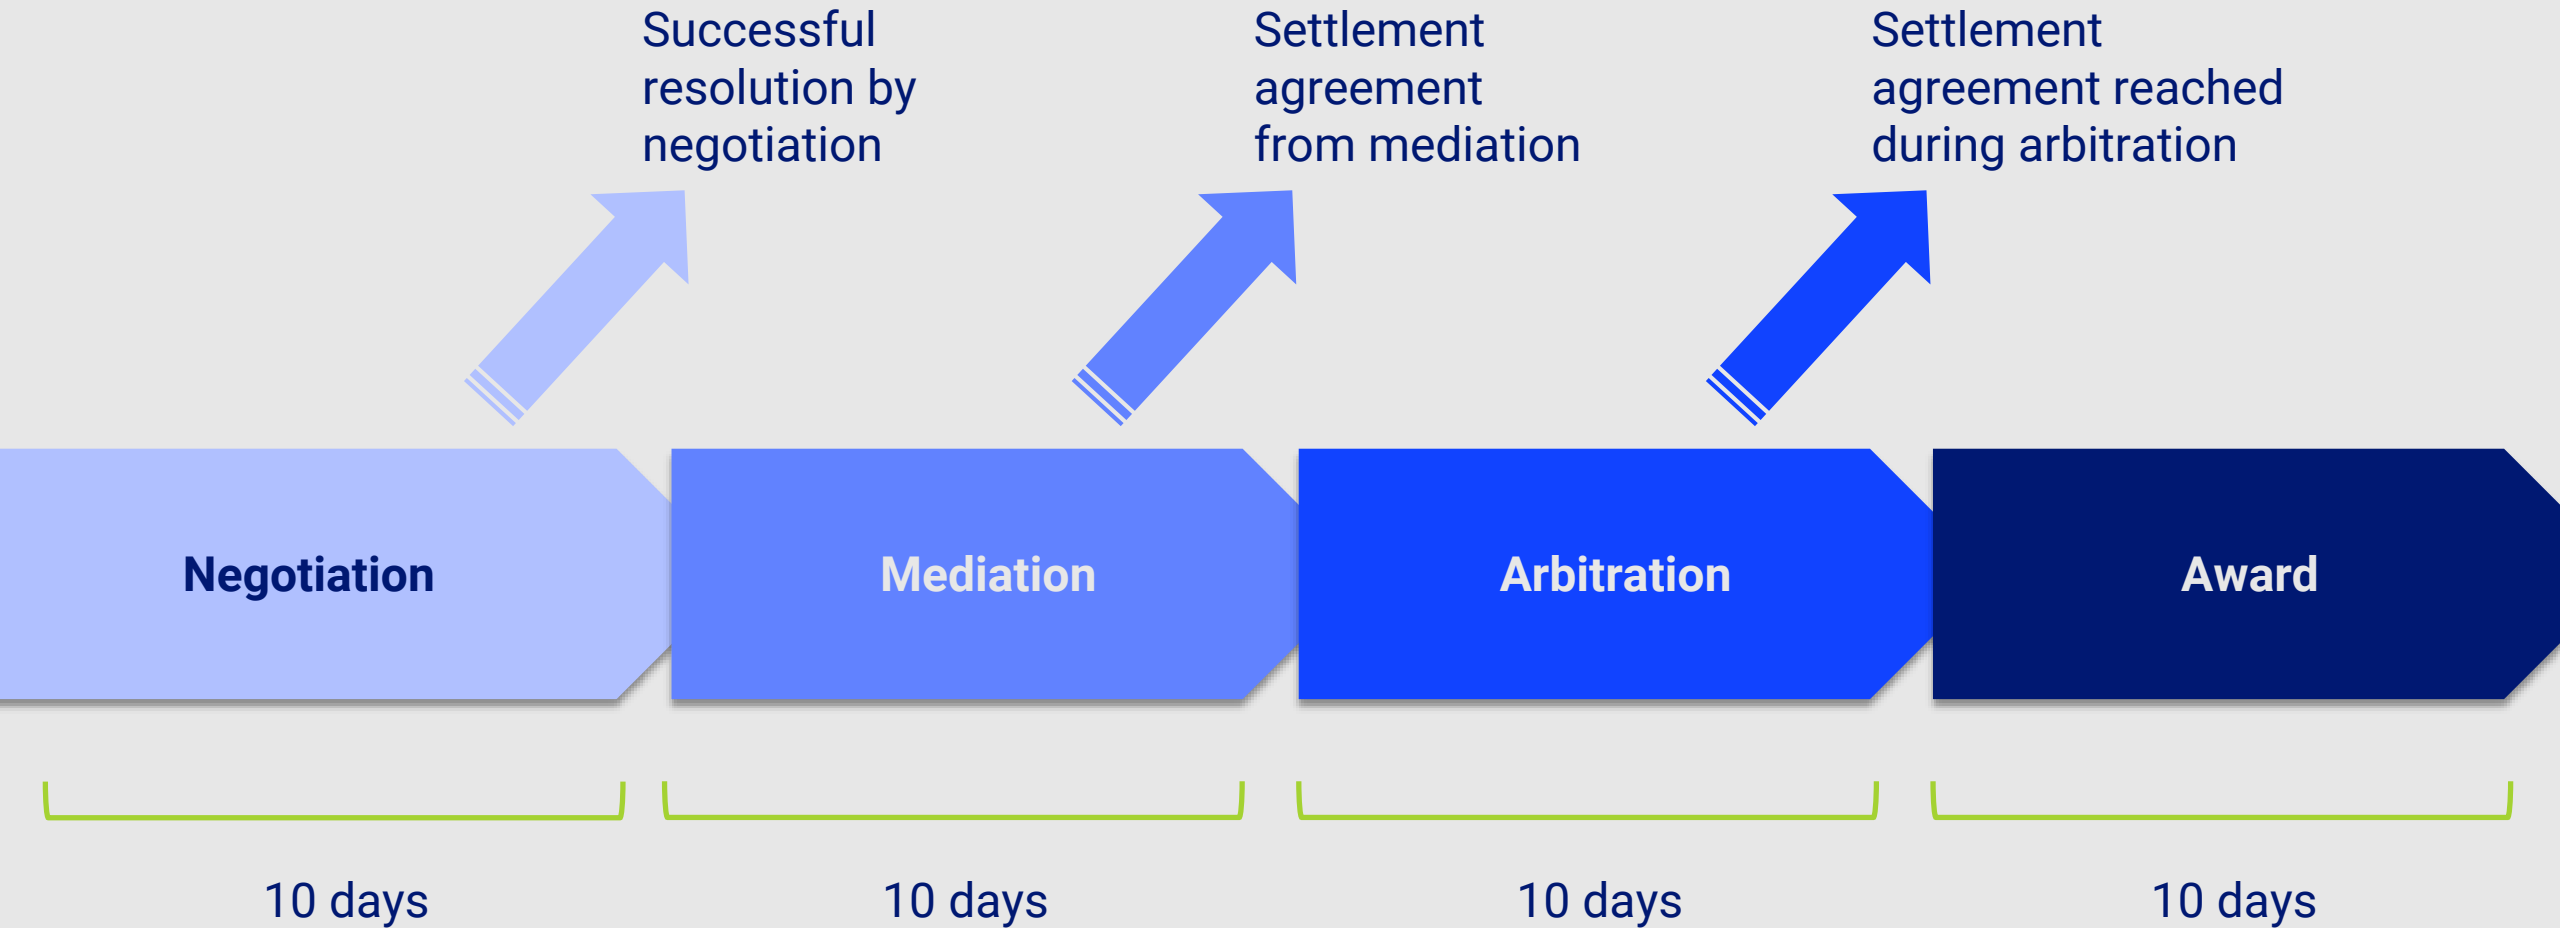 Successful
resolution by
negotiation
Settlement
agreement
from mediation
Settlement
agreement reached
during arbitration
Negotiation
Mediation
Arbitration
Award
10 days
10 days
10 days
10 days